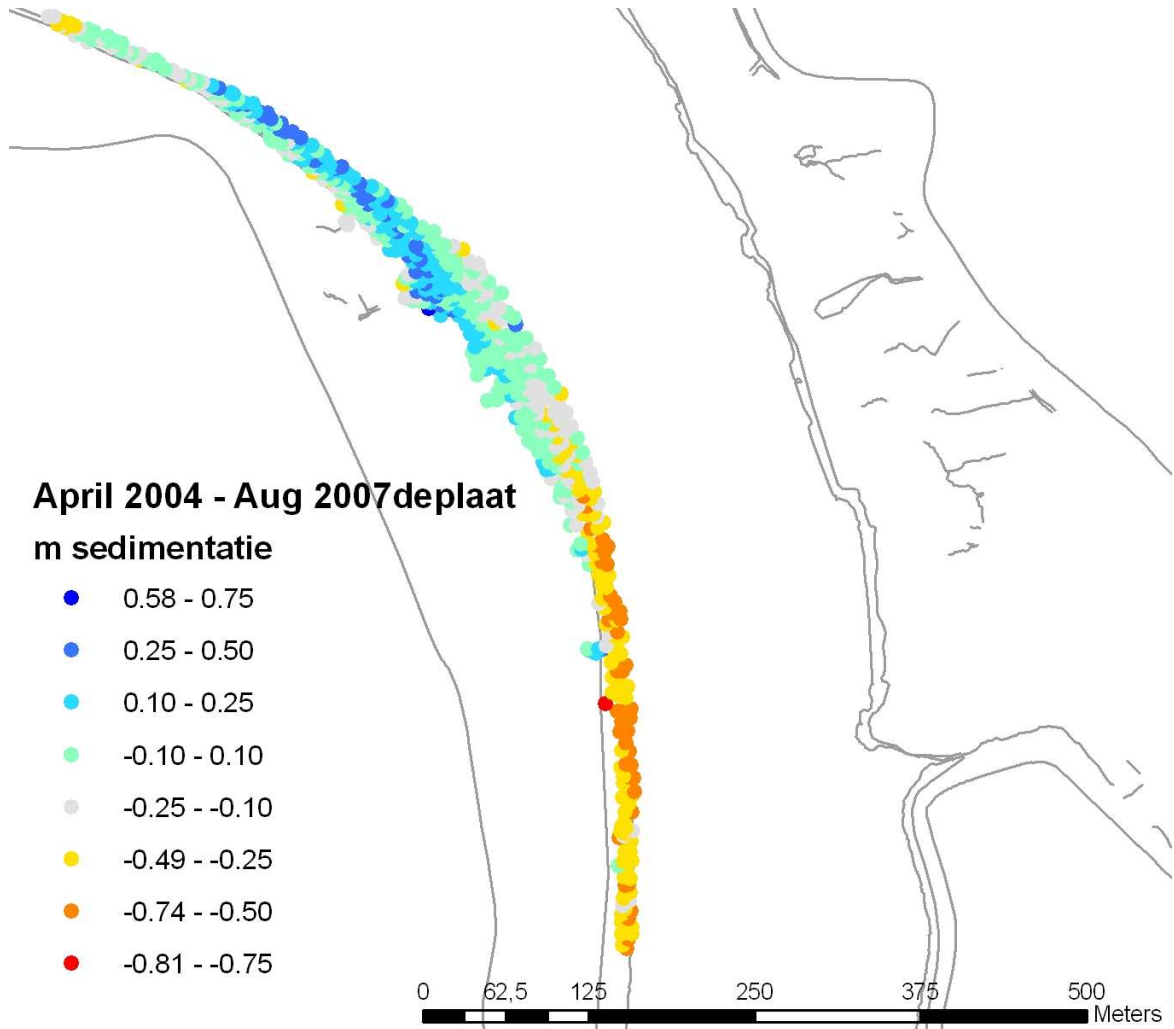 April 2004 - Aug 2007deplaat
m sedimentatie
0.58 - 0.75
0.25 - 0.50
0.10 - 0.25
-0.10 - 0.10
-0.25 - -0.10
-0.49 - -0.25
-0.74 - -0.50
-0.81 - -0.75
0 62,5 125 250 375 500
Meters